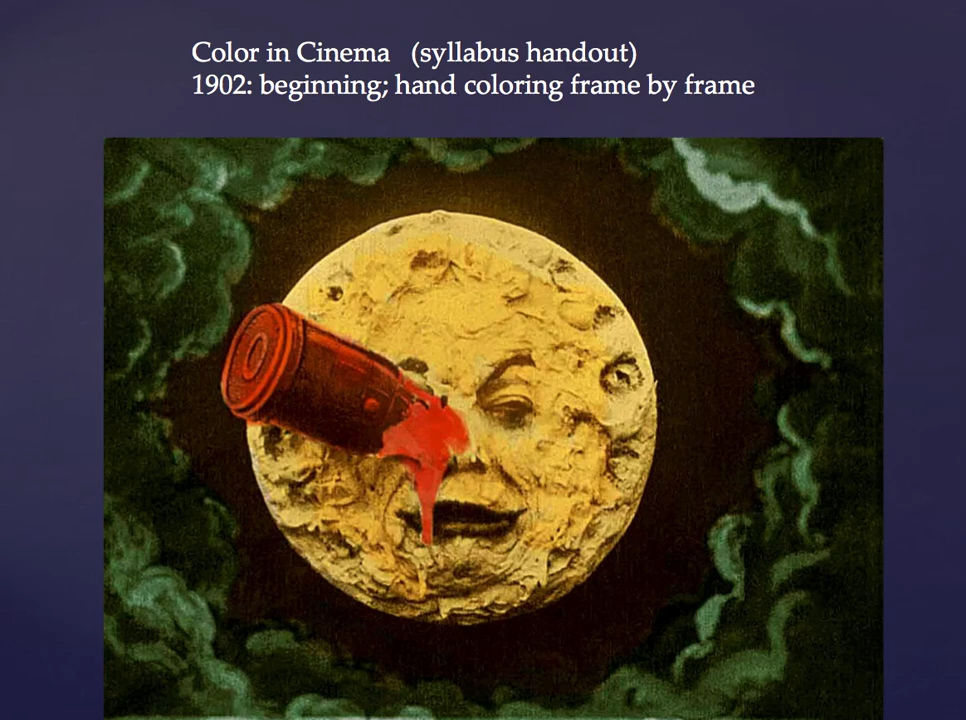 Color in Cinema (syllabus handout)
1902: beginning; hand coloring frame by frame